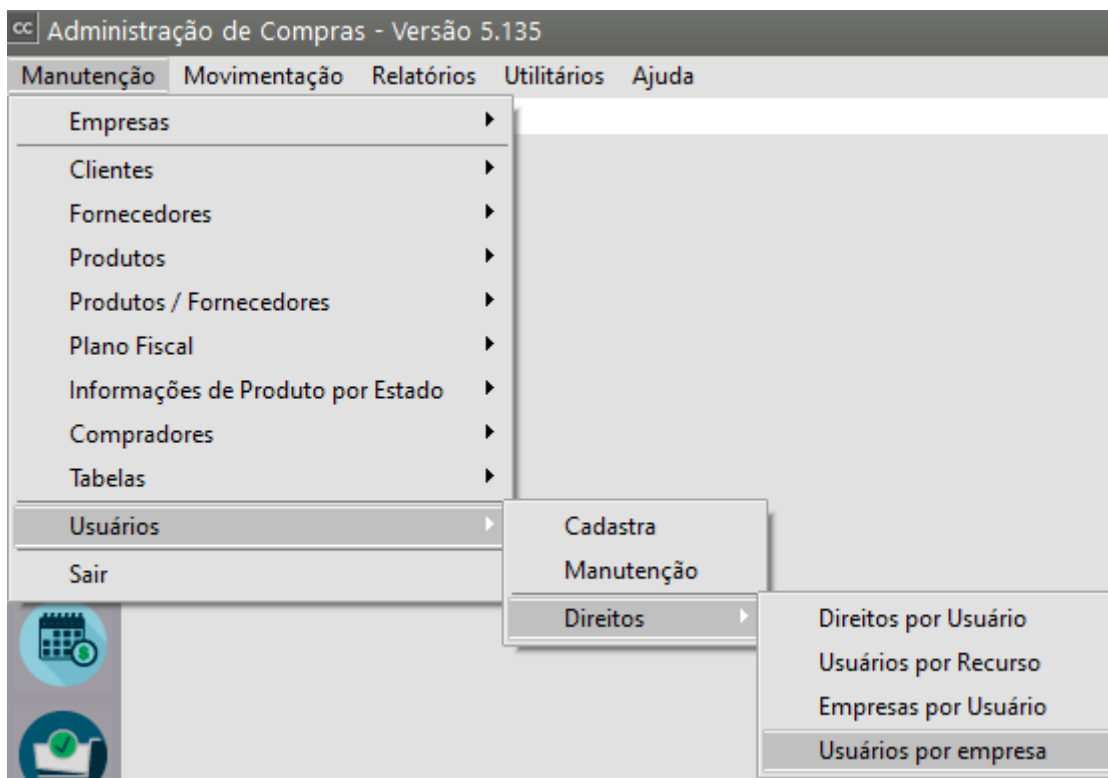 cc Administração de Compras - Versão 5.135
Manutenção Movimentação Relatórios Utilitários Ajuda
Empresas
Clientes
Fornecedores
Produtos
Produtos / Fornecedores
Plano Fiscal
Informações de Produto por Estado
Compradores
Tabelas
Usuários
Sair
Cadastra
Manutenção
Direitos
Direitos por Usuário
Usuários por Recurso
Empresas por Usuário
Usuários por empresa
$